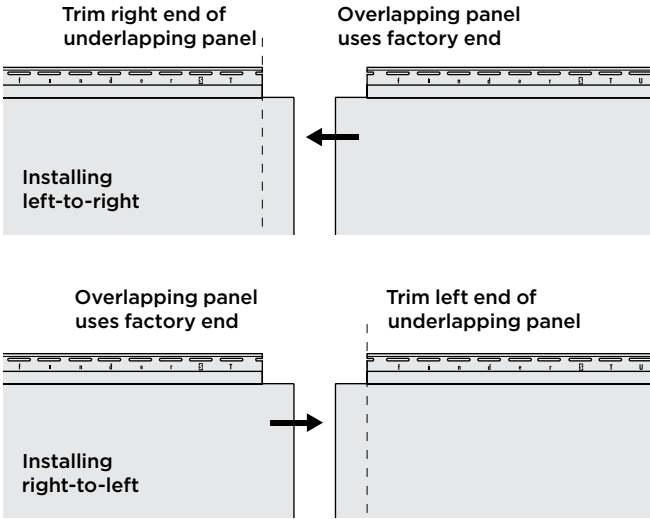 Trim right end of
underlapping panel
Overlapping panel
uses factory end
f i n d e r S T
f i n d e r S T U
Installing
left-to-right
Overlapping panel
uses factory end
Trim left end of
underlapping panel
f i n d e r S T
f i n d e r S T U
Installing
right-to-left